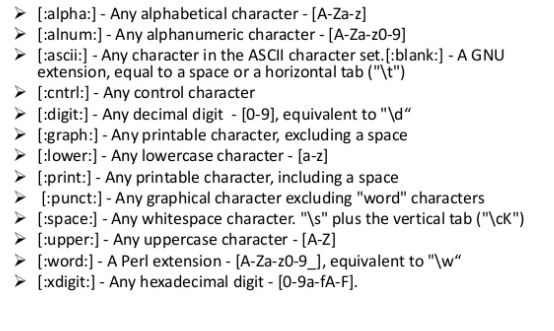 ➢ [:alpha:] - Any alphabetical character - [A-Za-z]
➢ [:alnum:] - Any alphanumeric character - [A-Za-z0-9]
➢ [:ascii:] - Any character in the ASCII character set.[:blank:] - A GNU
extension, equal to a space or a horizontal tab ("\t")
➢ [:cntrl:] - Any control character
➢ [:digit:] - Any decimal digit - [0-9], equivalent to "\d“
➢ [:graph:] - Any printable character, excluding a space
➢ [:lower:] - Any lowercase character - [a-z]
➢ [:print:] - Any printable character, including a space
➢ [:punct:] - Any graphical character excluding "word" characters
➢ [:space:] - Any whitespace character. "\s" plus the vertical tab ("\cK")
➢ [:upper:] - Any uppercase character - [A-Z]
➢ [:word:] - A Perl extension - [A-Za-z0-9_], equivalent to "\w“
➢ [:xdigit:] - Any hexadecimal digit - [0-9a-fA-F].